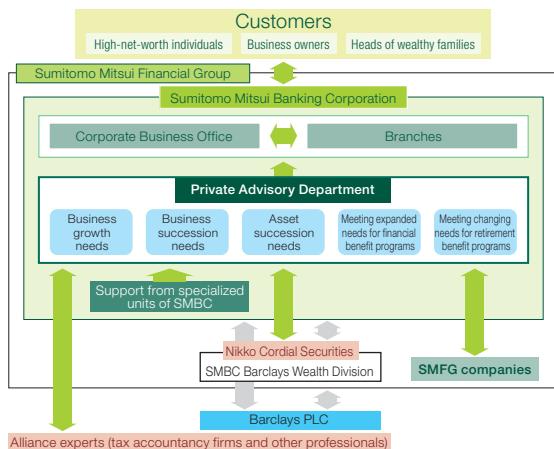 Customers
High-net-worth individuals
Business owners
Heads of wealthy families
Sumitomo Mitsui Financial Group
Sumitomo Mitsui Banking Corporation
Corporate Business Office
Branches
Private Advisory Department
Business
growth
needs
Business
succession
needs
Asset
succession
needs
Meeting expanded
needs for financial
benefit programs
Meeting changing
needs for retirement
benefit programs
Support from specialized
units of SMBC
Nikko Cordial Securities
SMBC Barclays Wealth Division
SMFG companies
Barclays PLC
Alliance experts (tax accountancy firms and other professionals)